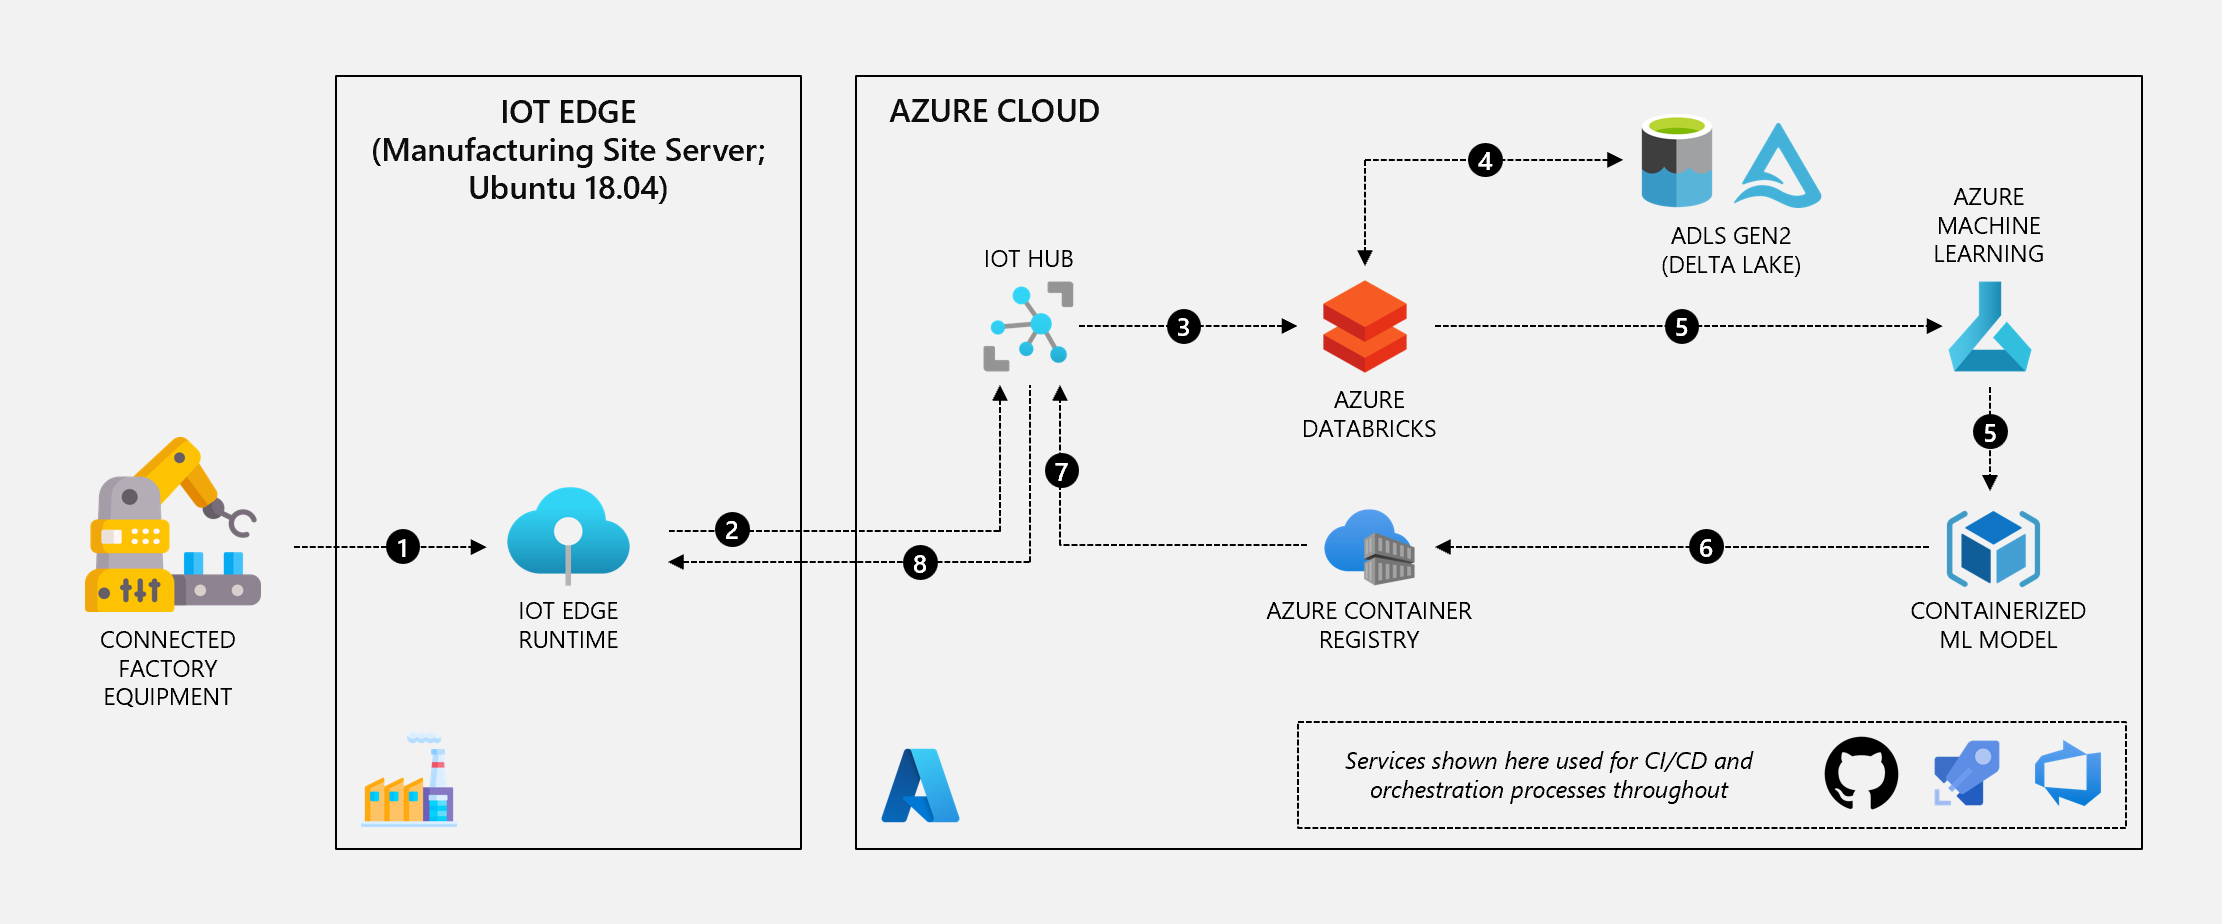 IOT EDGE
(Manufacturing Site Server;
Ubuntu 18.04)
AZURE CLOUD
4
ADLS GEN2
(DELTA LAKE)
AZURE
MACHINE
LEARNING
IOT HUB
3
5
AZURE
DATABRICKS
5
7
CONNECTED
FACTORY
EQUIPMENT
1
IOT EDGE
RUNTIME
2
8
AZURE CONTAINER
REGISTRY
6
CONTAINERIZED
ML MODEL
Services shown here used for CI/CD and
orchestration processes throughout